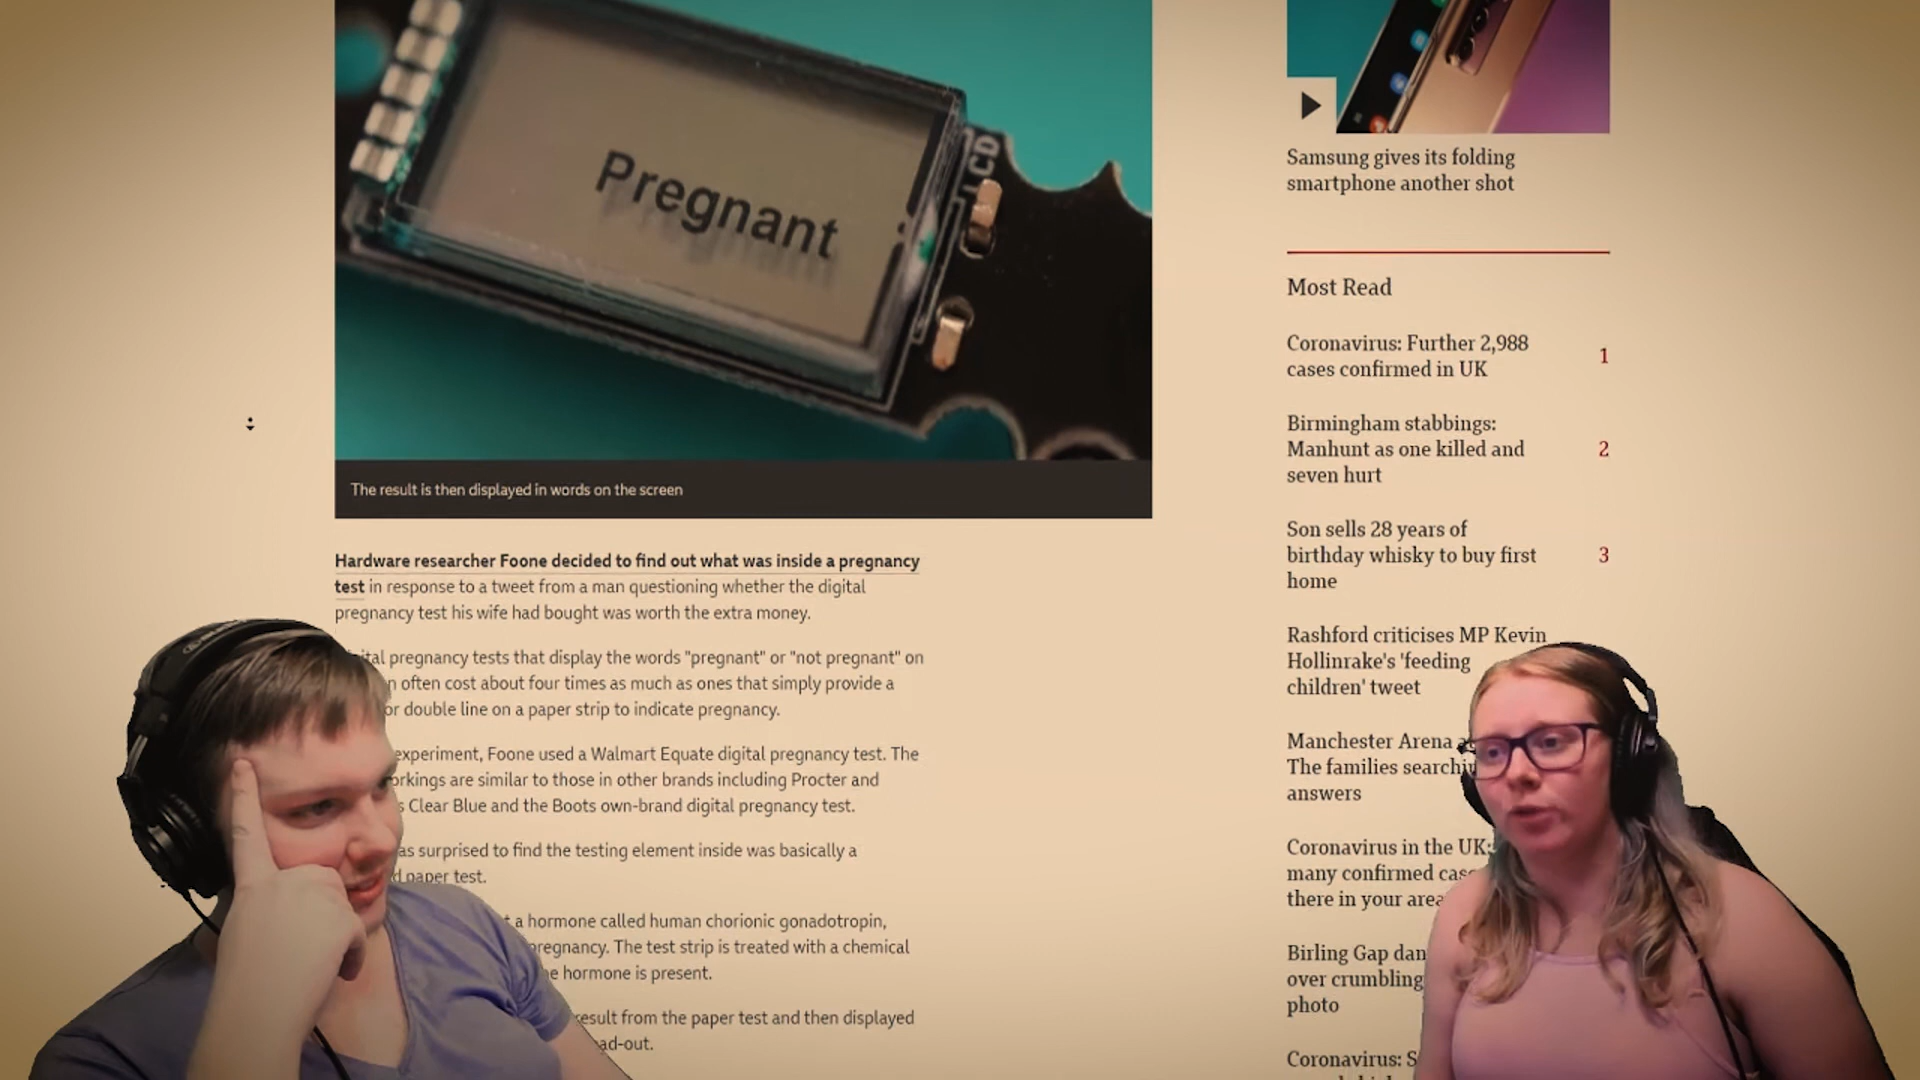 Pregnant
LCD
The result is then displayed in words on the screen
Hardware researcher Foone decided to find out what was inside a pregnancy
test in response to a tweet from a man questioning whether the digital
pregnancy test his wife had bought was worth the extra money.
ital pregnancy tests that display the words "pregnant" or "not pregnant" on
n often cost about four times as much as ones that simply provide a
or double line on a paper strip to indicate pregnancy.
experiment, Foone used a Walmart Equate digital pregnancy test. The
orkings are similar to those in other brands including Procter and
s Clear Blue and the Boots own-brand digital pregnancy test.
as surprised to find the testing element inside was basically a
d paper test.
t a hormone called human chorionic gonadotropin,
pregnancy. The test strip is treated with a chemical
he hormone is present.
result from the paper test and then displayed
ad-out.
Samsung gives its folding
smartphone another shot
Most Read
Coronavirus: Further 2,988
cases confirmed in UK
1
Birmingham stabbings:
Manhunt as one killed and
seven hurt
2
Son sells 28 years of
birthday whisky to buy first
home
3
Rashford criticises MP Kevin
Hollinrake's 'feeding
children' tweet
Manchester Arena
The families searchi
answers
Coronavirus in the UK:
many confirmed cas
there in your area
Birling Gap dan
over crumbling
photo
Coronavirus: S